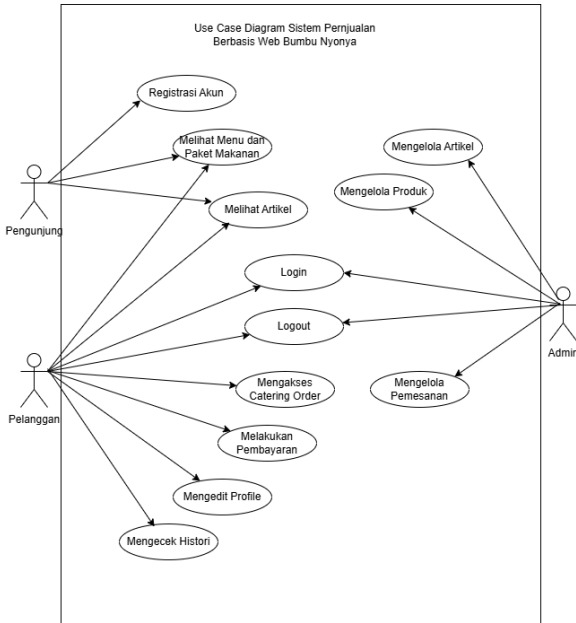 Use Case Diagram Sistem Pernjualan
Berbasis Web Bumbu Nyonya
Registrasi Akun
Melihat Menu dan
Paket Makanan
Mengelola Artikel
Mengelola Produk
Melihat Artikel
Pengunjung
Login
Logout
Admin
Mengakses
Catering Order
Mengelola
Pemesanan
Pelanggan
Melakukan
Pembayaran
Mengedit Profile
Mengecek Histori